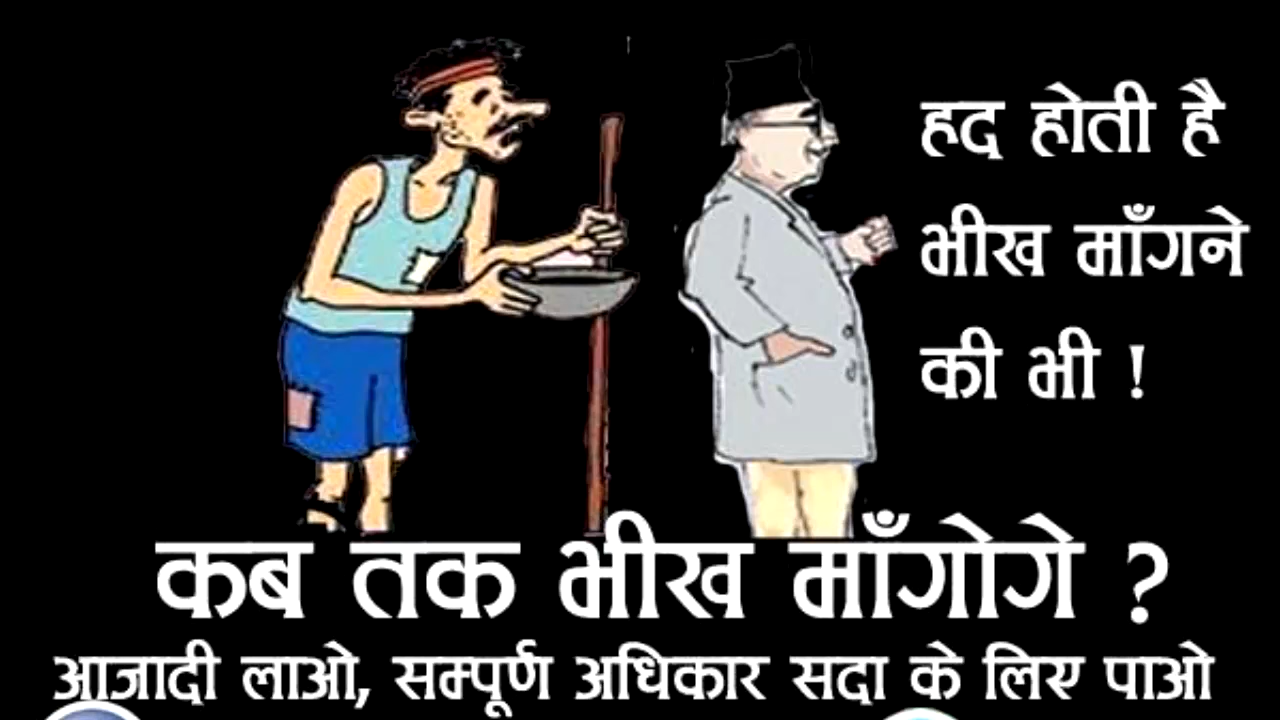 हद होती है
भीख माँगने
की भी !
कब तक भीख माँगोगे ?
आजादी लाओ, सम्पूर्ण अधिकार सदा के लिए पाओ